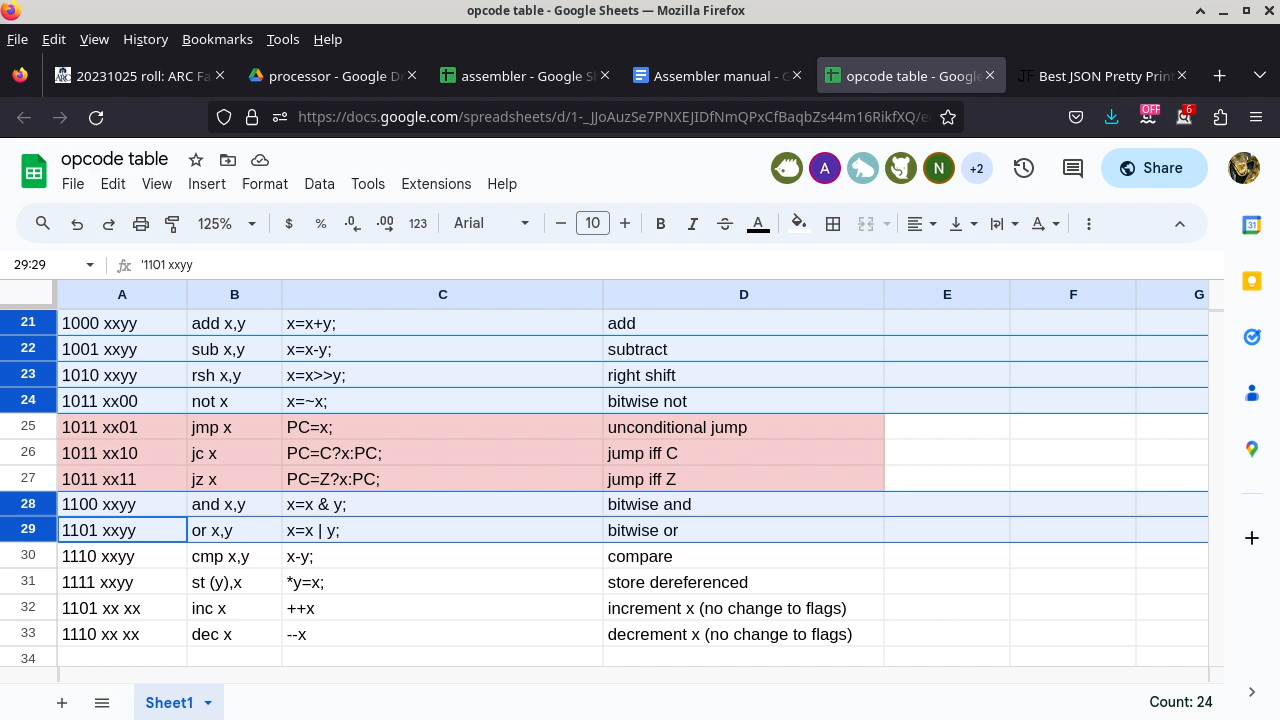 opcode table - Google Sheets — Mozilla Firefox
File Edit View History Bookmarks Tools Help
20231025 roll: ARC Fa
processor - Google Dr
assembler - Google Sh
Assembler manual - G
opcode table - Google
JF Best JSON Pretty Print
OFF 6
https://docs.google.com/spreadsheets/d/1-_JJoAuzSe7PNXEJIDfNmQPxCfBaqbZs44m16RikfXQ/e
opcode table
A N +2 Share
File Edit View Insert Format Data Tools Extensions Help
125% $ % .0 .00 123 Arial − 10 + B I S A
31
29:29 fx '1101 xxyy
A B C D E F G
21 1000 xxyy add x,y x=x+y; add
22 1001 xxyy sub x,y x=x-y; subtract
23 1010 xxyy rsh x,y x=x>>y; right shift
24 1011 xx00 not x x=~x; bitwise not
25 1011 xx01 jmp x PC=x; unconditional jump
26 1011 xx10 jc x PC=C?x:PC; jump iff C
27 1011 xx11 jz x PC=Z?x:PC; jump iff Z
28 1100 xxyy and x,y x=x & y; bitwise and
29 1101 xxyy or x,y x=x | y; bitwise or
30 1110 xxyy cmp x,y x-y; compare
31 1111 xxyy st (y),x *y=x; store dereferenced
32 1101 xx xx inc x ++x increment x (no change to flags)
33 1110 xx xx dec x --x decrement x (no change to flags)
34
Sheet1
Count: 24